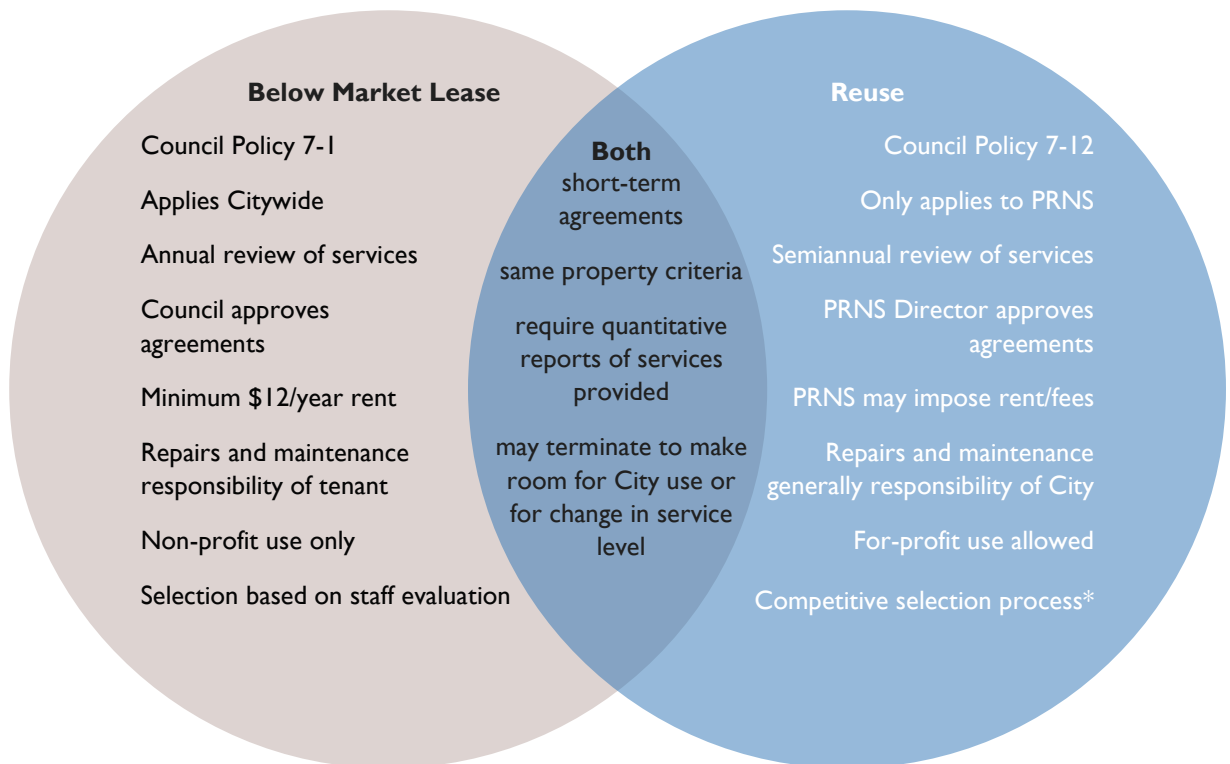 Below Market Lease
Council Policy 7-1
Applies Citywide
Annual review of services
Council approves
agreements
Minimum $12/year rent
Repairs and maintenance
responsibility of tenant
Non-profit use only
Selection based on staff evaluation
Both
short-term
agreements
same property criteria
require quantitative
reports of services
provided
may terminate to make
room for City use or
for change in service
level
Reuse
Council Policy 7-12
Only applies to PRNS
Semiannual review of services
PRNS Director approves
agreements
PRNS may impose rent/fees
Repairs and maintenance
generally responsibility of City
For-profit use allowed
Competitive selection process*